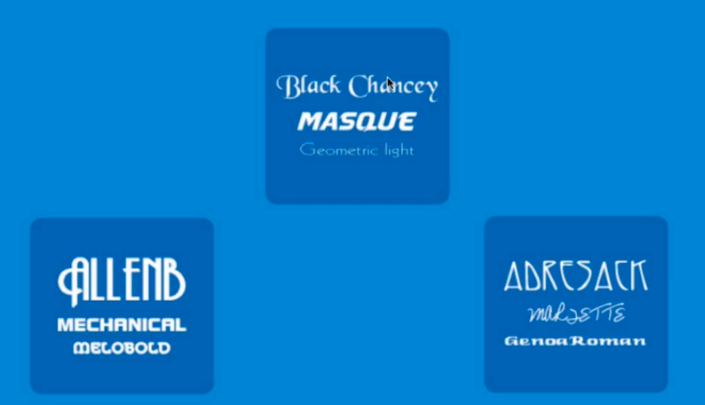 Black Chancey
MASQUE
Geometric light
ALLENB
MECHANICAL
MELOBOLD
ADRESACK
MARJETTE
GenoaRoman